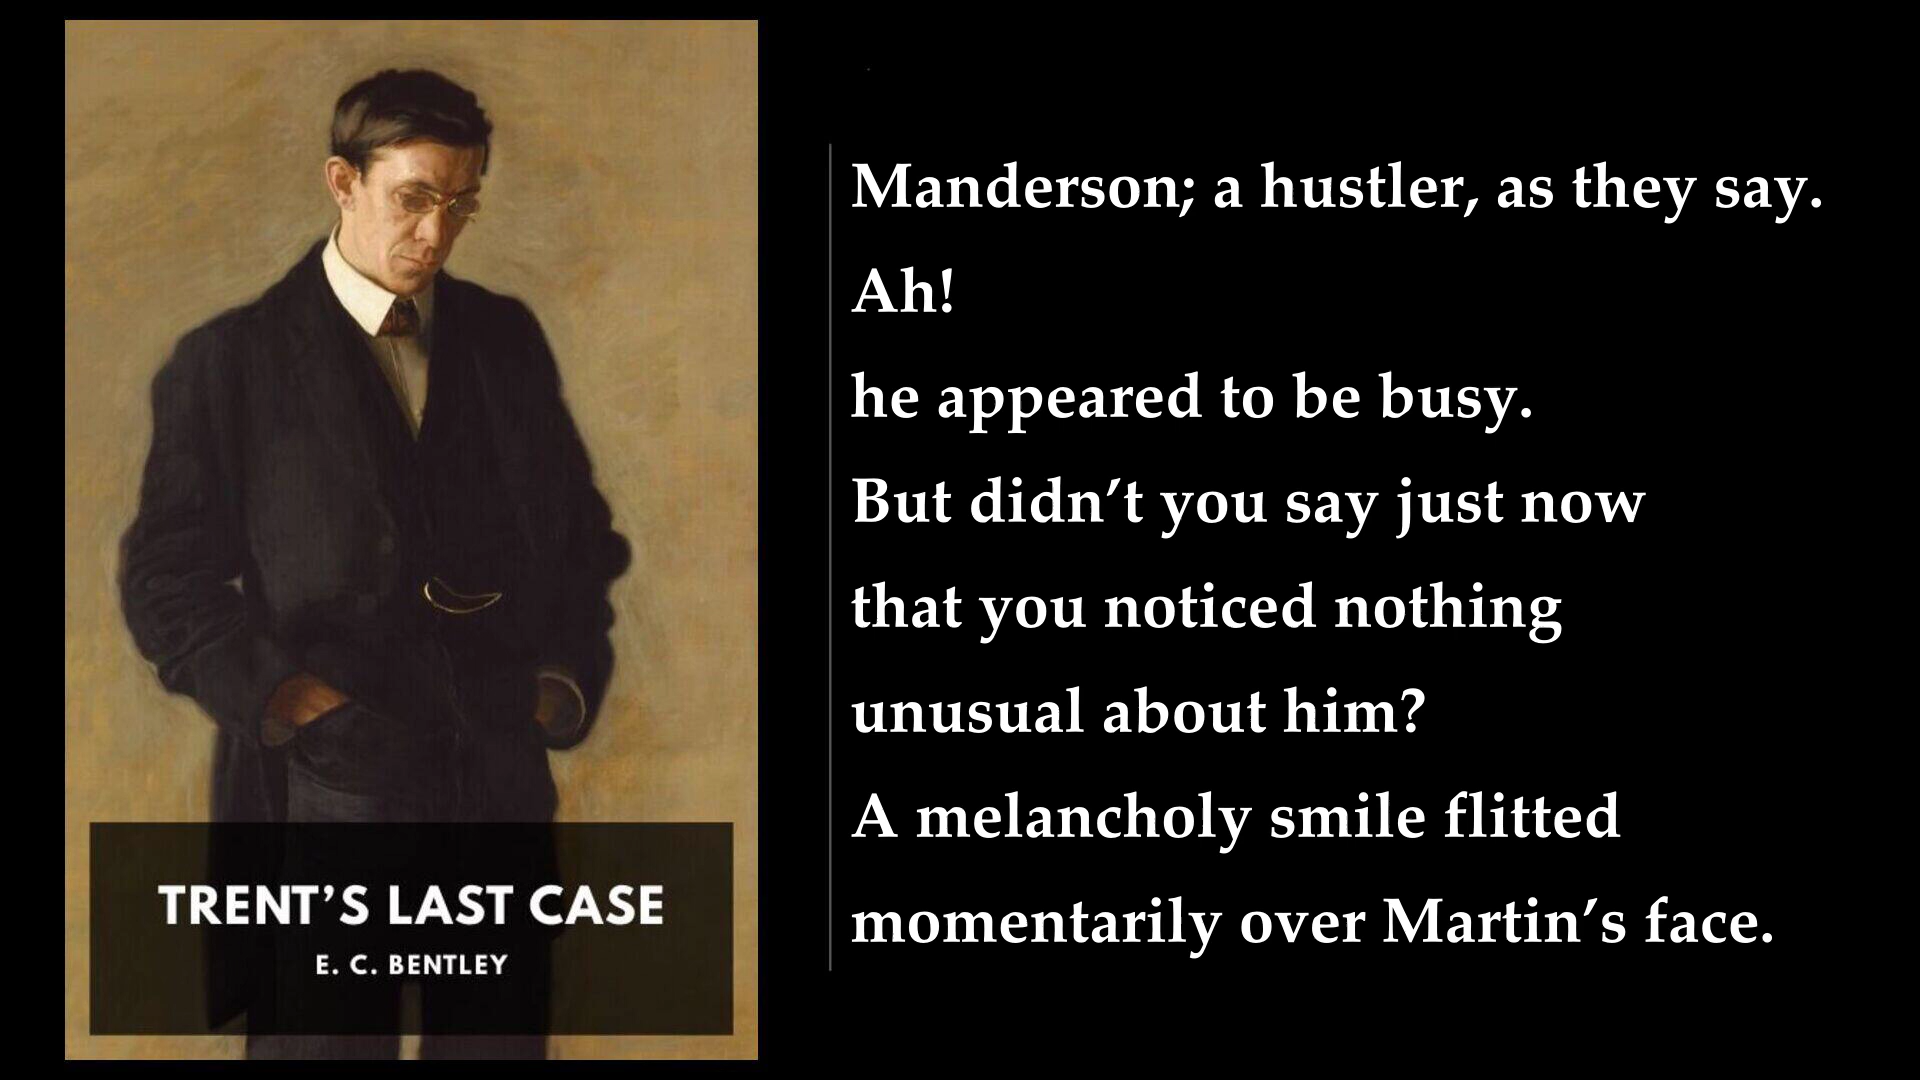 Manderson; a hustler, as they say.
Ah!
he appeared to be busy.
But didn’t you say just now
that you noticed nothing
unusual about him?
A melancholy smile flitted
momentarily over Martin’s face.
TRENT’S LAST CASE
E. C. BENTLEY